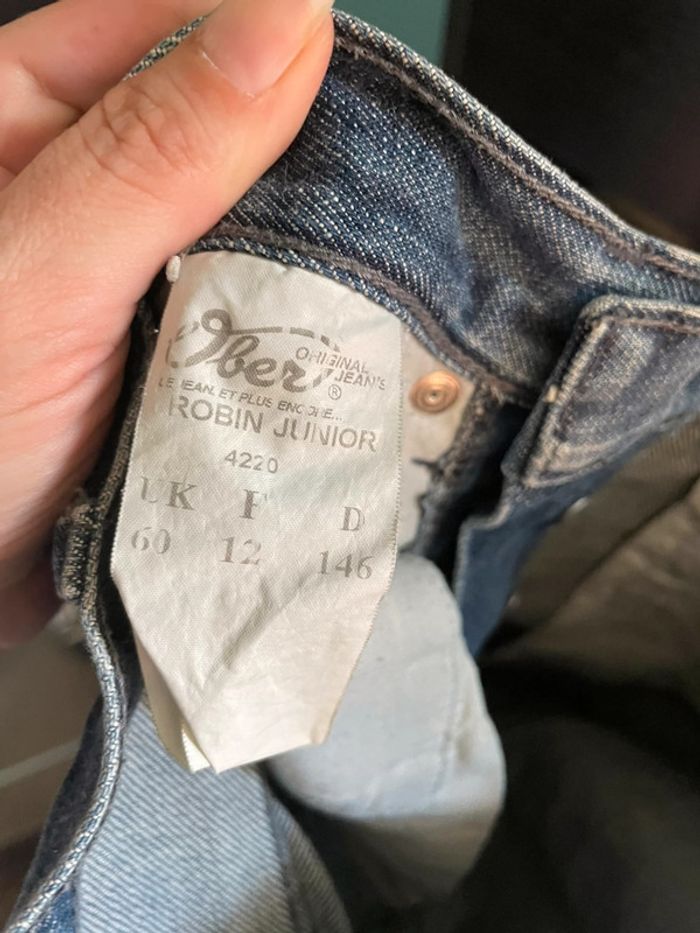 Ober
ORIGINAL
JEAN'S
®
LE JEAN ET PLUS ENCORE...
ROBIN JUNIOR
4220
UK F D
60 12 146